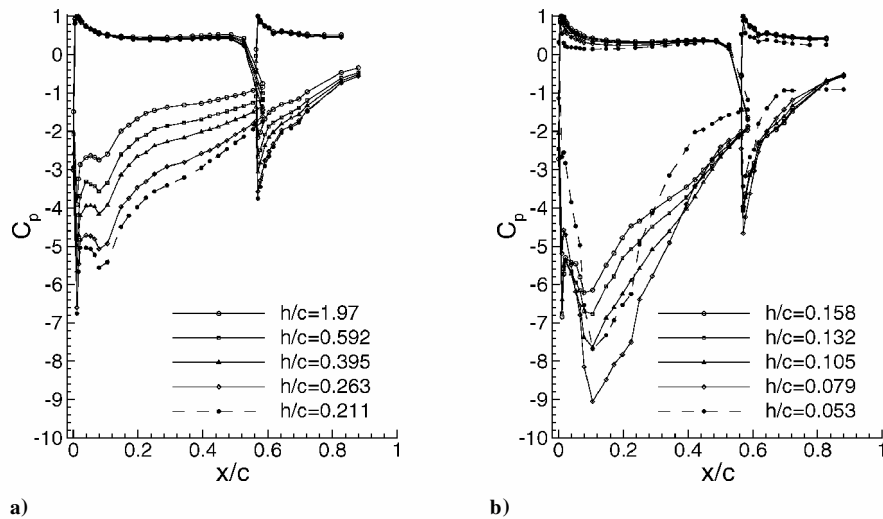 1
0
-1
-2
-3
-4
-5
-6
-7
-8
-9
-10
Cp
h/c=1.97
h/c=0.592
h/c=0.395
h/c=0.263
h/c=0.211
0 0.2 0.4 0.6 0.8 1
x/c
a)
1
0
-1
-2
-3
-4
-5
-6
-7
-8
-9
-10
Cp
h/c=0.158
h/c=0.132
h/c=0.105
h/c=0.079
h/c=0.053
0 0.2 0.4 0.6 0.8 1
x/c
b)